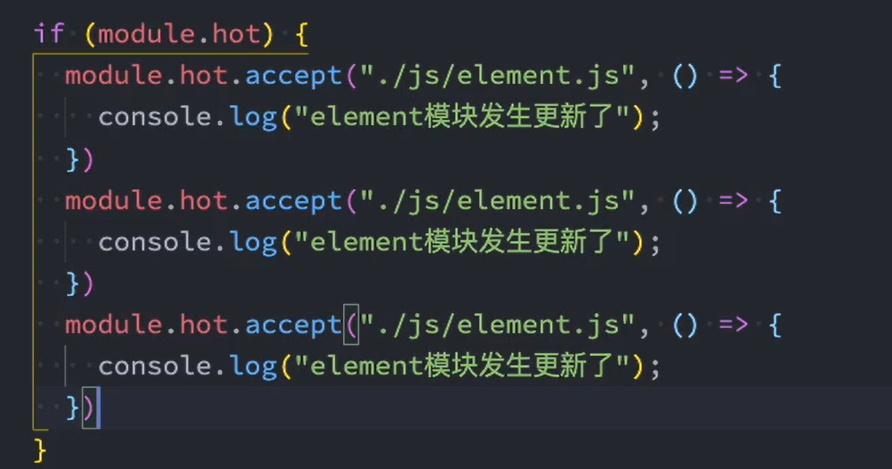 if (module.hot) {
  module.hot.accept("./js/element.js", () => {
    console.log("element模块发生更新了");
  })
  module.hot.accept("./js/element.js", () => {
    console.log("element模块发生更新了");
  })
  module.hot.accept("./js/element.js", () => {
    console.log("element模块发生更新了");
  })
}